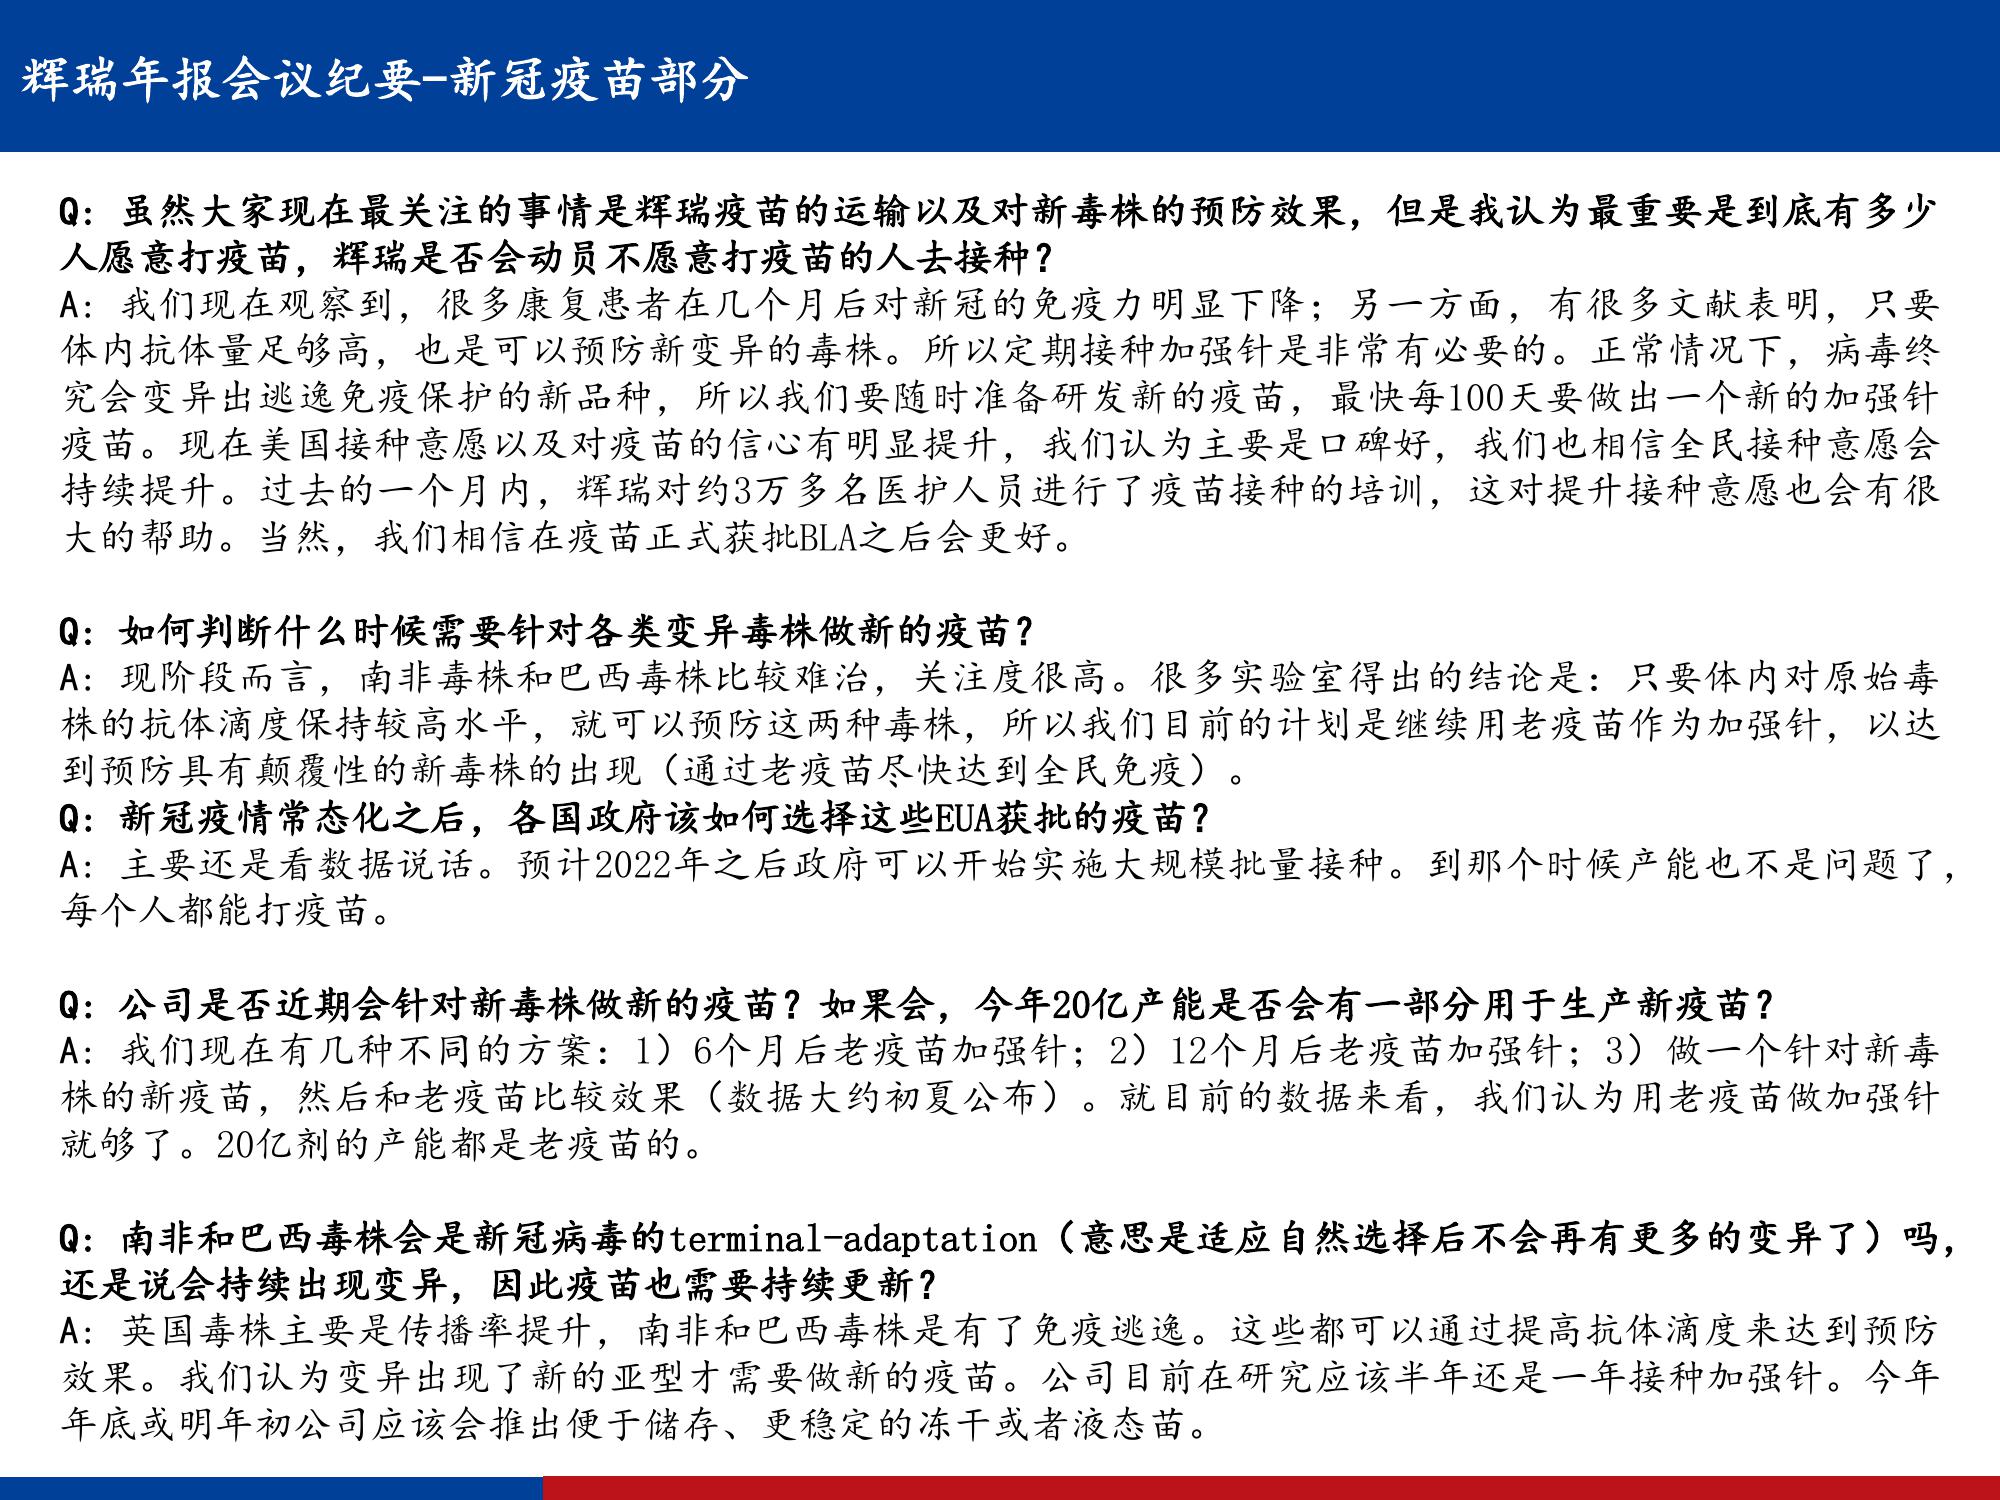 辉瑞年报会议纪要-新冠疫苗部分
Q: 虽然大家现在最关注的事情是辉瑞疫苗的运输以及对新毒株的预防效果，但是我认为最重要是到底有多少
人愿意打疫苗，辉瑞是否会动员不愿意打疫苗的人去接种？
A: 我们现在观察到，很多康复患者在几个月后对新冠的免疫力明显下降；另一方面，有很多文献表明，只要
体内抗体量足够高，也是可以预防新变异的毒株。所以定期接种加强针是非常有必要的。正常情况下，病毒终
究会变异出逃逸免疫保护的新品种，所以我们要随时准备研发新的疫苗，最快每100天要做出一个新的加强针
疫苗。现在美国接种意愿以及对疫苗的信心有明显提升，我们认为主要是口碑好，我们也相信全民接种意愿会
持续提升。过去的一个月内，辉瑞对约3万多名医护人员进行了疫苗接种的培训，这对提升接种意愿也会有很
大的帮助。当然，我们相信在疫苗正式获批BLA之后会更好。
Q: 如何判断什么时候需要针对各类变异毒株做新的疫苗？
A: 现阶段而言，南非毒株和巴西毒株比较难治，关注度很高。很多实验室得出的结论是：只要体内对原始毒
株的抗体滴度保持较高水平，就可以预防这两种毒株，所以我们目前的计划是继续用老疫苗作为加强针，以达
到预防具有颠覆性的新毒株的出现（通过老疫苗尽快达到全民免疫）。
Q: 新冠疫情常态化之后，各国政府该如何选择这些EUA获批的疫苗？
A: 主要还是看数据说话。预计2022年之后政府可以开始实施大规模批量接种。到那个时候产能也不是问题了，
每个人都能打疫苗。
Q: 公司是否近期会针对新毒株做新的疫苗？如果会，今年20亿产能是否会有一部分用于生产新疫苗？
A: 我们现在有几种不同的方案：1）6个月后老疫苗加强针；2）12个月后老疫苗加强针；3）做一个针对新毒
株的新疫苗，然后和老疫苗比较效果（数据大约初夏公布）。就目前的数据来看，我们认为用老疫苗做加强针
就够了。20亿剂的产能都是老疫苗的。
Q: 南非和巴西毒株会是新冠病毒的terminal-adaptation（意思是适应自然选择后不会再有更多的变异了）吗，
还是说会持续出现变异，因此疫苗也需要持续更新？
A: 英国毒株主要是传播率提升，南非和巴西毒株是有了免疫逃逸。这些都可以通过提高抗体滴度来达到预防
效果。我们认为变异出现了新的亚型才需要做新的疫苗。公司目前在研究应该半年还是一年接种加强针。今年
年底或明年初公司应该会推出便于储存、更稳定的冻干或者液态苗。